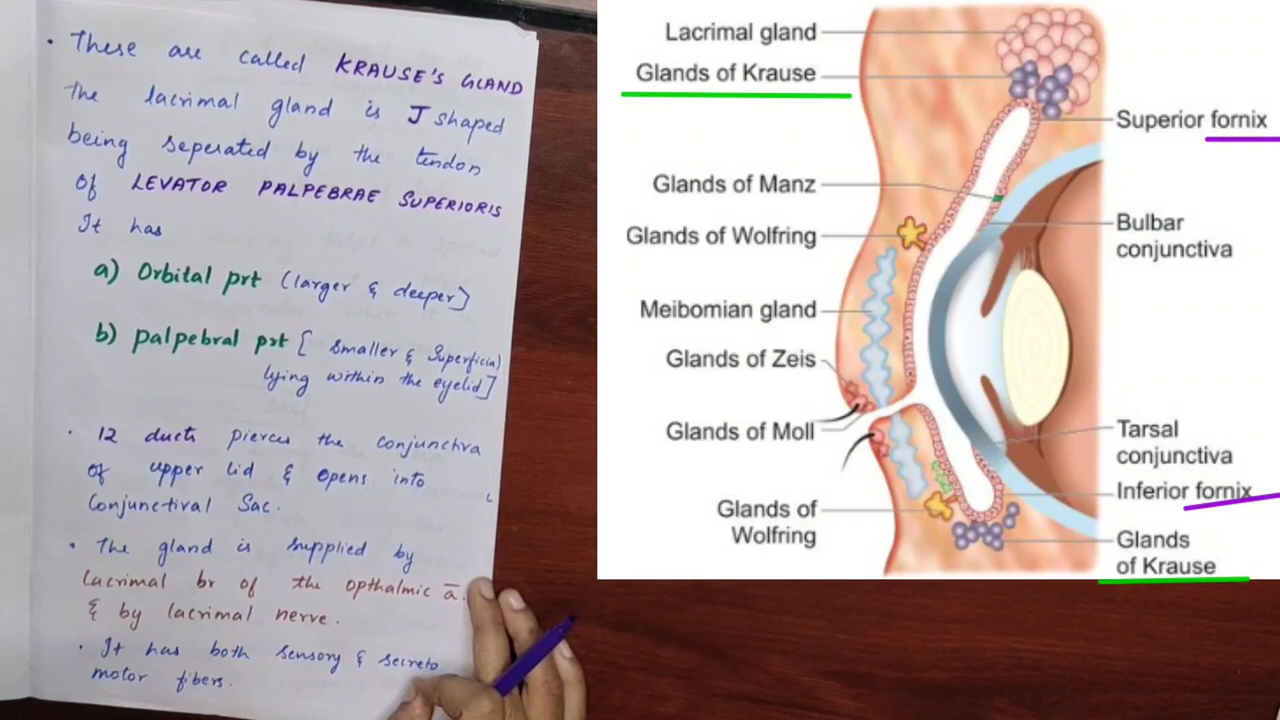 • These are called KRAUSE'S GLAND
the lacrimal gland is J shaped
being seperated by the tendon
of LEVATOR PALPEBRAE SUPERIORIS
It has
a) Orbital prt (larger & deeper]
b) palpebral prt [ smaller & Superficial
lying within the eyelid]
• 12 ducts pierces the conjunctiva
of upper lid & opens into
Conjunctival Sac.
• The gland is supplied by
lacrimal br of the opthalmic a̅.
& by lacrimal nerve.
• It has both sensory & secreto
motor fibers.
Lacrimal gland
Glands of Krause
Superior fornix
Glands of Manz
Bulbar
conjunctiva
Glands of Wolfring
Meibomian gland
Glands of Zeis
Glands of Moll
Tarsal
conjunctiva
Inferior fornix
Glands of
Wolfring
Glands
of Krause